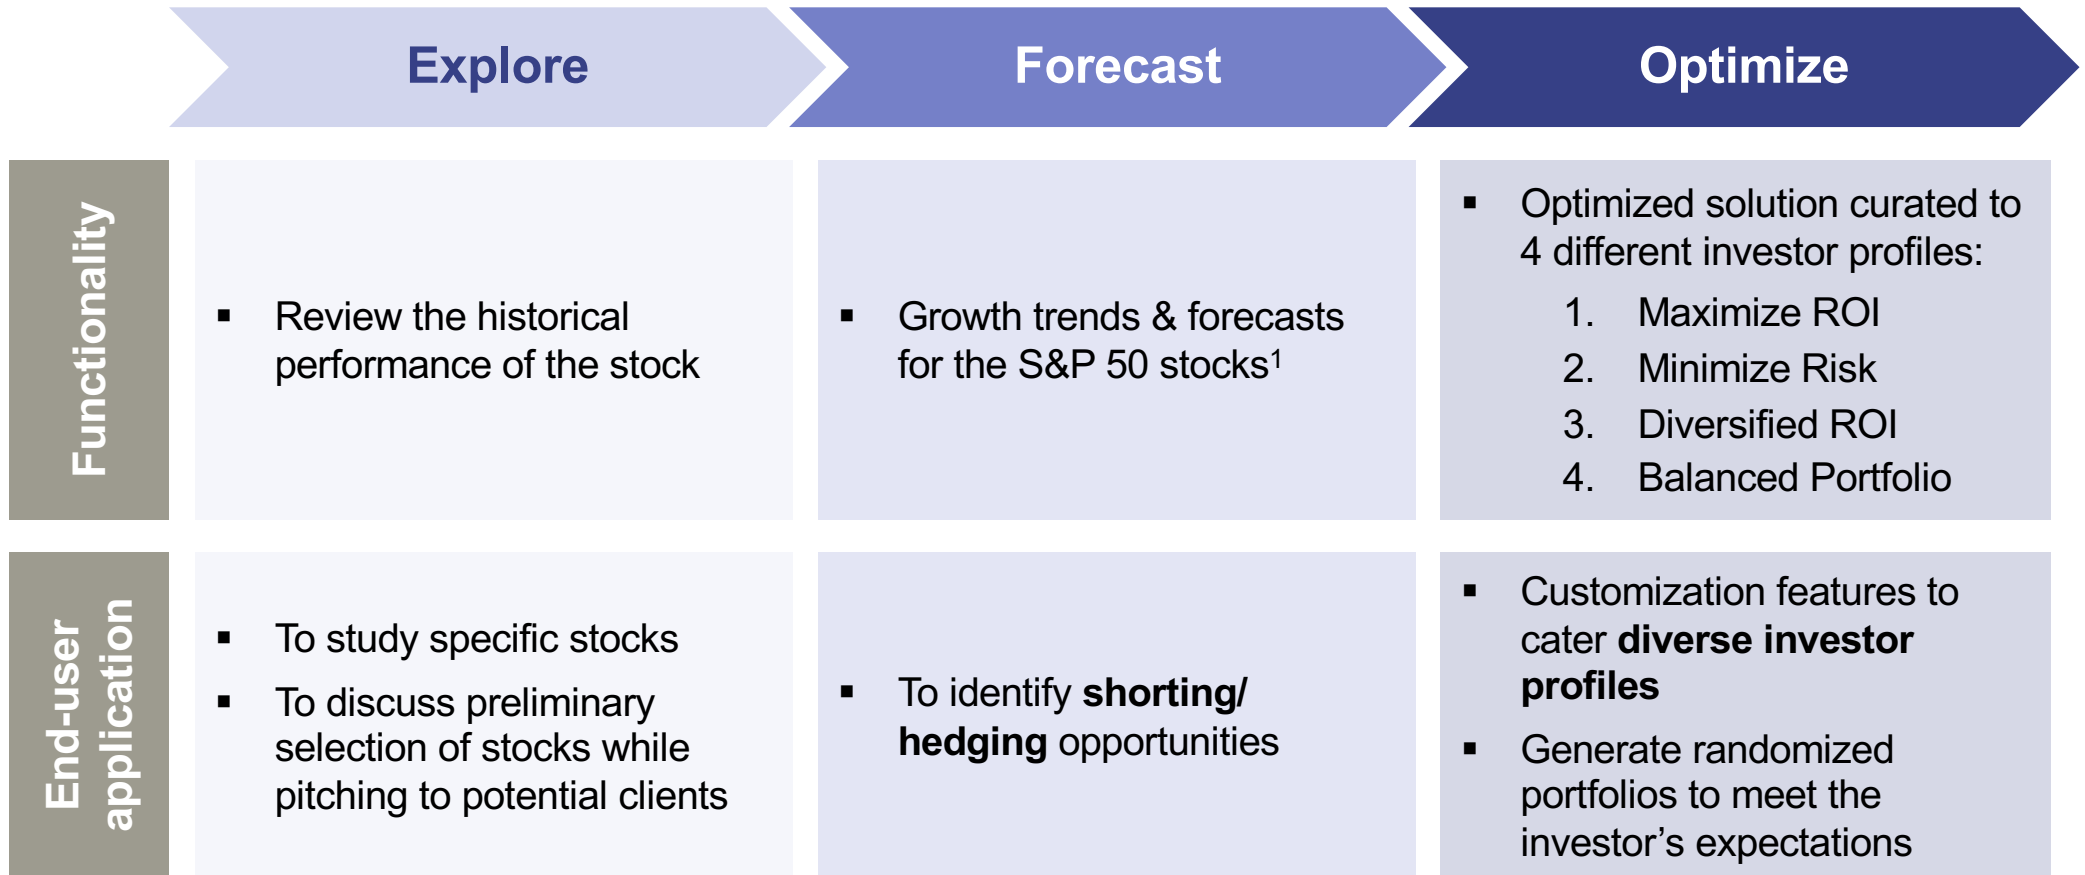 Explore
Forecast
Optimize
Functionality
▪ Review the historical
performance of the stock
▪ Growth trends & forecasts
for the S&P 50 stocks¹
▪ Optimized solution curated to
4 different investor profiles:
1. Maximize ROI
2. Minimize Risk
3. Diversified ROI
4. Balanced Portfolio
End-user
application
▪ To study specific stocks
▪ To discuss preliminary
selection of stocks while
pitching to potential clients
▪ To identify shorting/
hedging opportunities
▪ Customization features to
cater diverse investor
profiles
▪ Generate randomized
portfolios to meet the
investor’s expectations